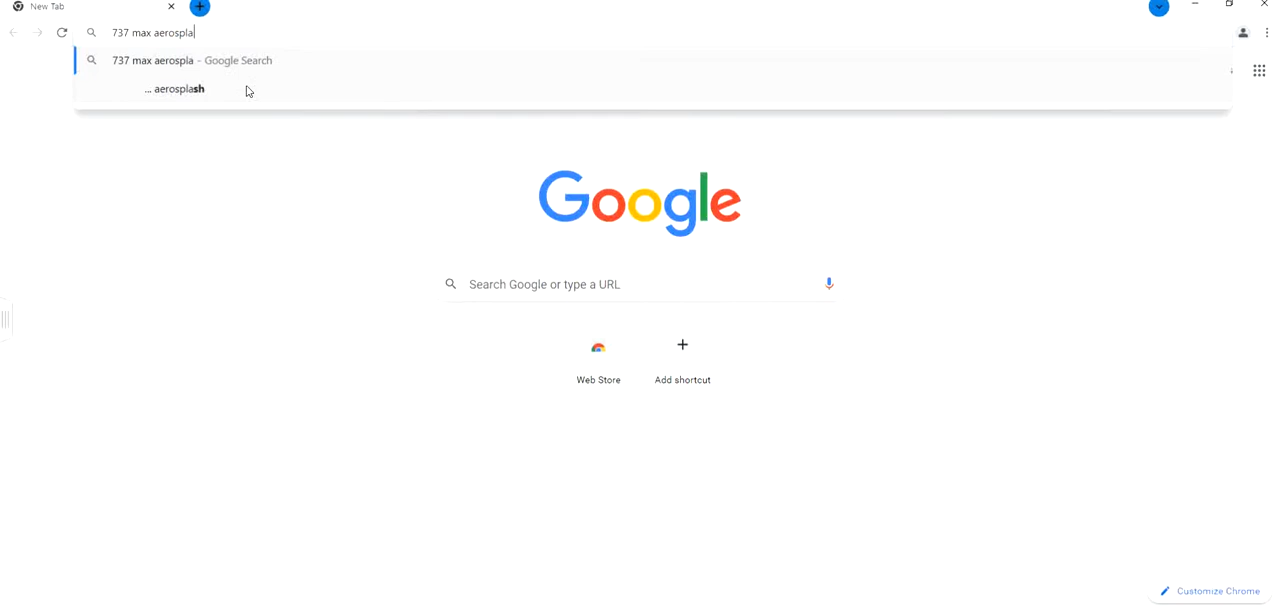 New Tab
737 max aerospla
737 max aerospla - Google Search
... aerosplash
Google
Search Google or type a URL
Web Store
Add shortcut
Customize Chrome